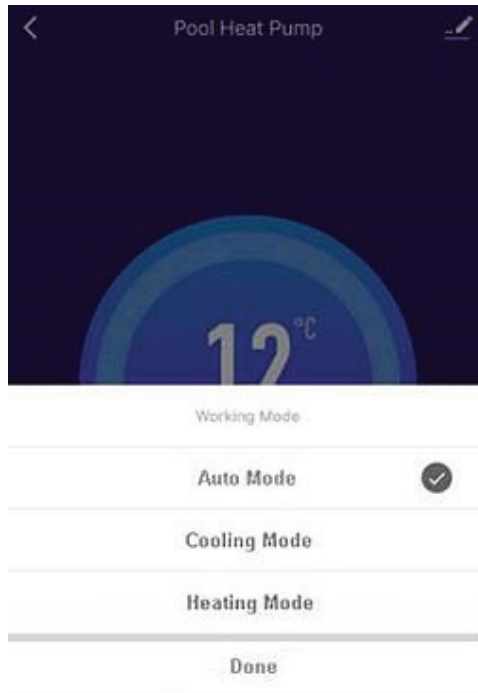 Pool Heat Pump
12°C
Working Mode
Auto Mode
Cooling Mode
Heating Mode
Done